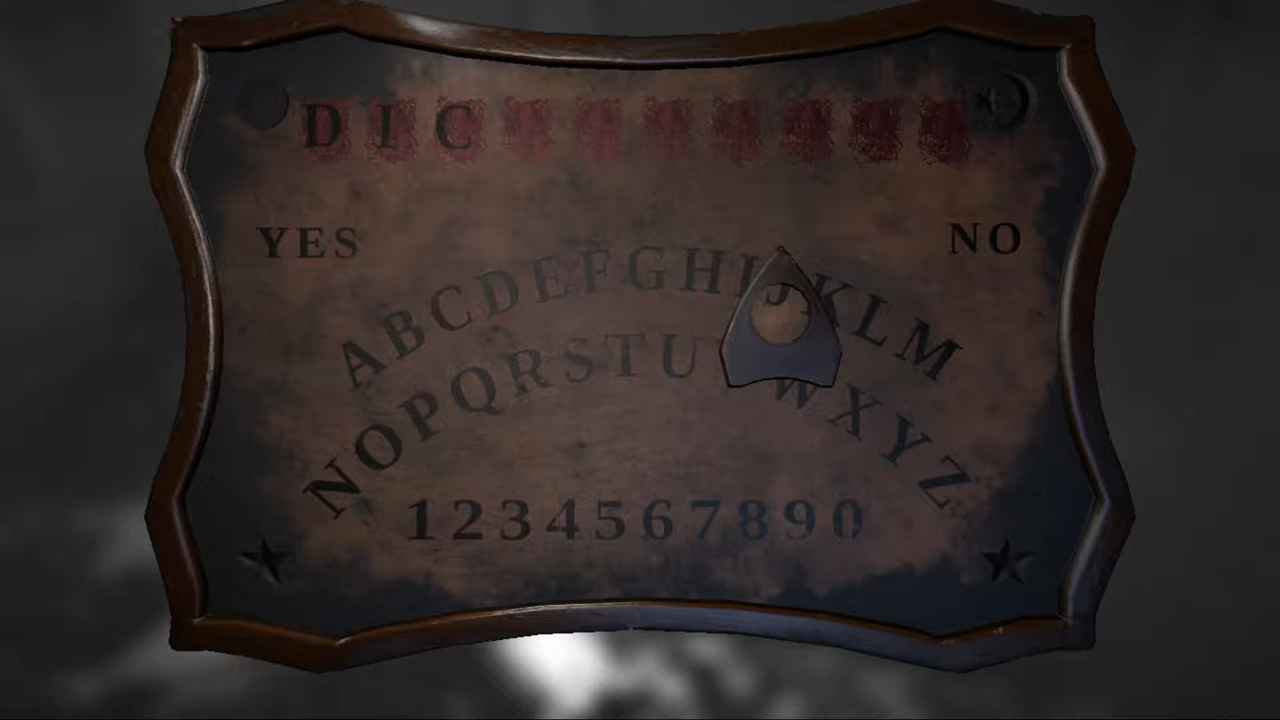 DIC
YES NO
ABCDEFGHIJKLM
NOPQRSTU WXYZ
1234567890